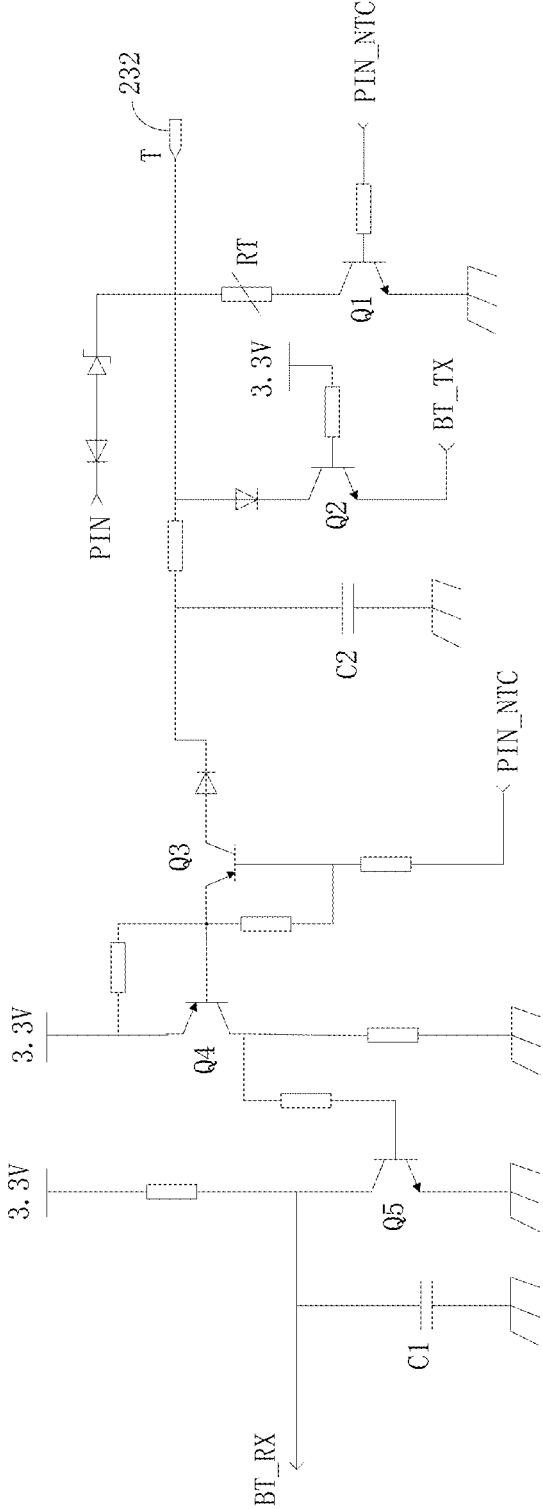 232
T
PIN_NTC
RT
Q1
PIN
3.3V
BT_TX
Q2
C2
PIN_NTC
Q3
3.3V
Q4
3.3V
Q5
C1
BT_RX